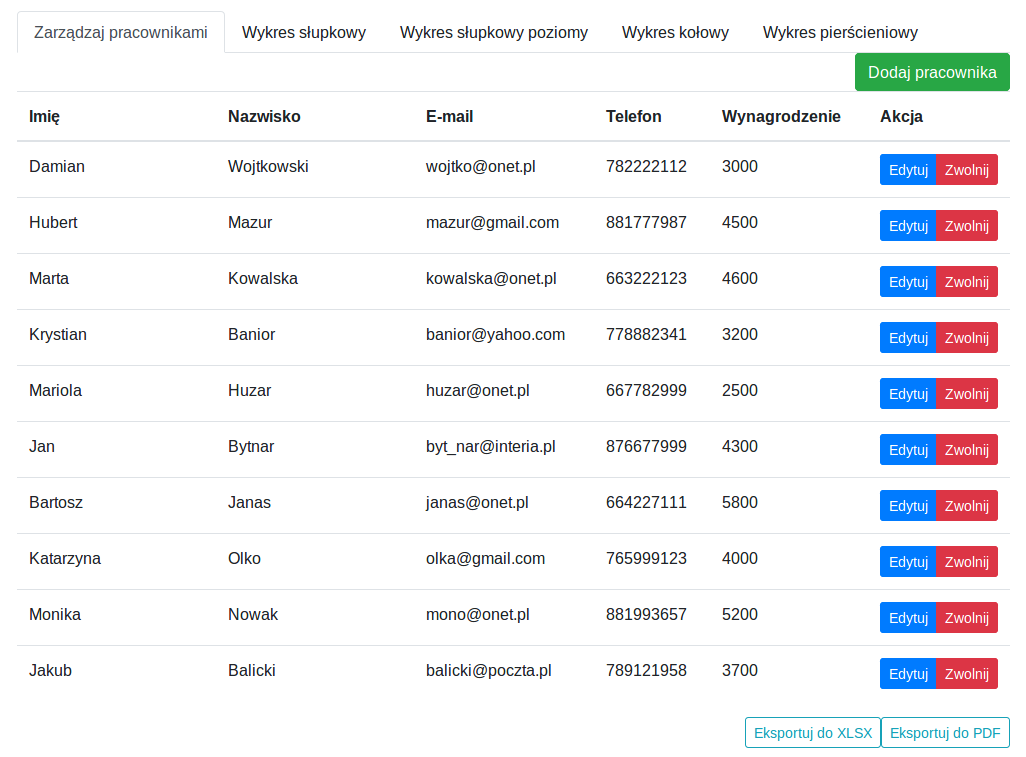 Zarządzaj pracownikami Wykres słupkowy Wykres słupkowy poziomy Wykres kołowy Wykres pierścieniowy
Dodaj pracownika
Imię Nazwisko E-mail Telefon Wynagrodzenie Akcja
Damian Wojtkowski wojtko@onet.pl 782222112 3000 Edytuj Zwolnij
Hubert Mazur mazur@gmail.com 881777987 4500 Edytuj Zwolnij
Marta Kowalska kowalska@onet.pl 663222123 4600 Edytuj Zwolnij
Krystian Banior banior@yahoo.com 778882341 3200 Edytuj Zwolnij
Mariola Huzar huzar@onet.pl 667782999 2500 Edytuj Zwolnij
Jan Bytnar byt_nar@interia.pl 876677999 4300 Edytuj Zwolnij
Bartosz Janas janas@onet.pl 664227111 5800 Edytuj Zwolnij
Katarzyna Olko olka@gmail.com 765999123 4000 Edytuj Zwolnij
Monika Nowak mono@onet.pl 881993657 5200 Edytuj Zwolnij
Jakub Balicki balicki@poczta.pl 789121958 3700 Edytuj Zwolnij
Eksportuj do XLSX Eksportuj do PDF